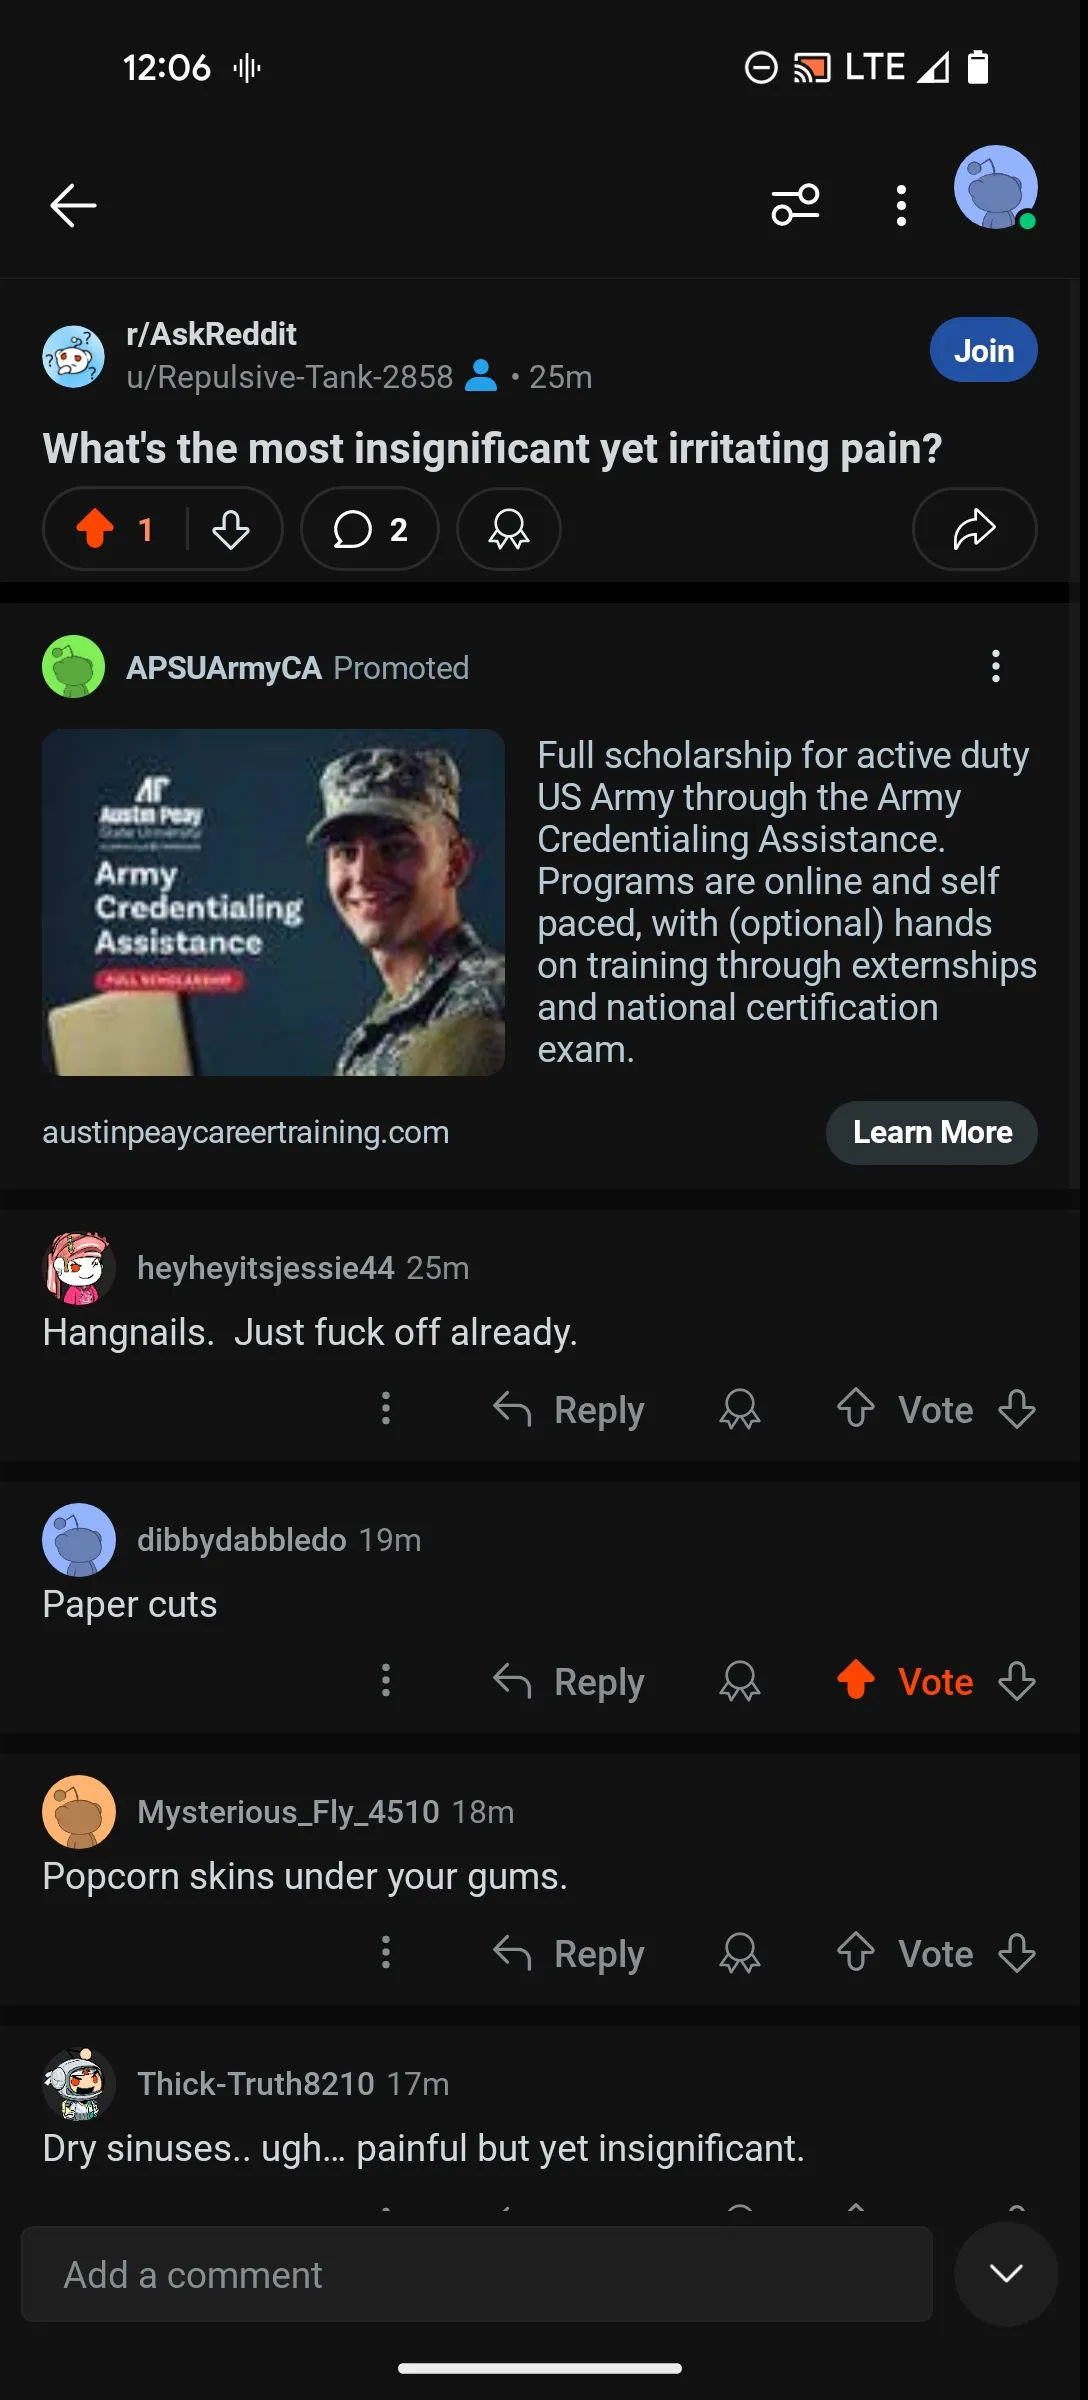 12:06 LTE
r/AskReddit
u/Repulsive-Tank-2858 • 25m
Join
What's the most insignificant yet irritating pain?
1 2
APSUArmyCA Promoted
AP
Austin Peay
State University
Army
Credentialing
Assistance
FULL SCHOLARSHIP
Full scholarship for active duty
US Army through the Army
Credentialing Assistance.
Programs are online and self
paced, with (optional) hands
on training through externships
and national certification
exam.
austinpeaycareertraining.com
Learn More
heyheyitsjessie44 25m
Hangnails.  Just fuck off already.
Reply Vote
dibbydabbledo 19m
Paper cuts
Reply Vote
Mysterious_Fly_4510 18m
Popcorn skins under your gums.
Reply Vote
Thick-Truth8210 17m
Dry sinuses.. ugh... painful but yet insignificant.
Add a comment